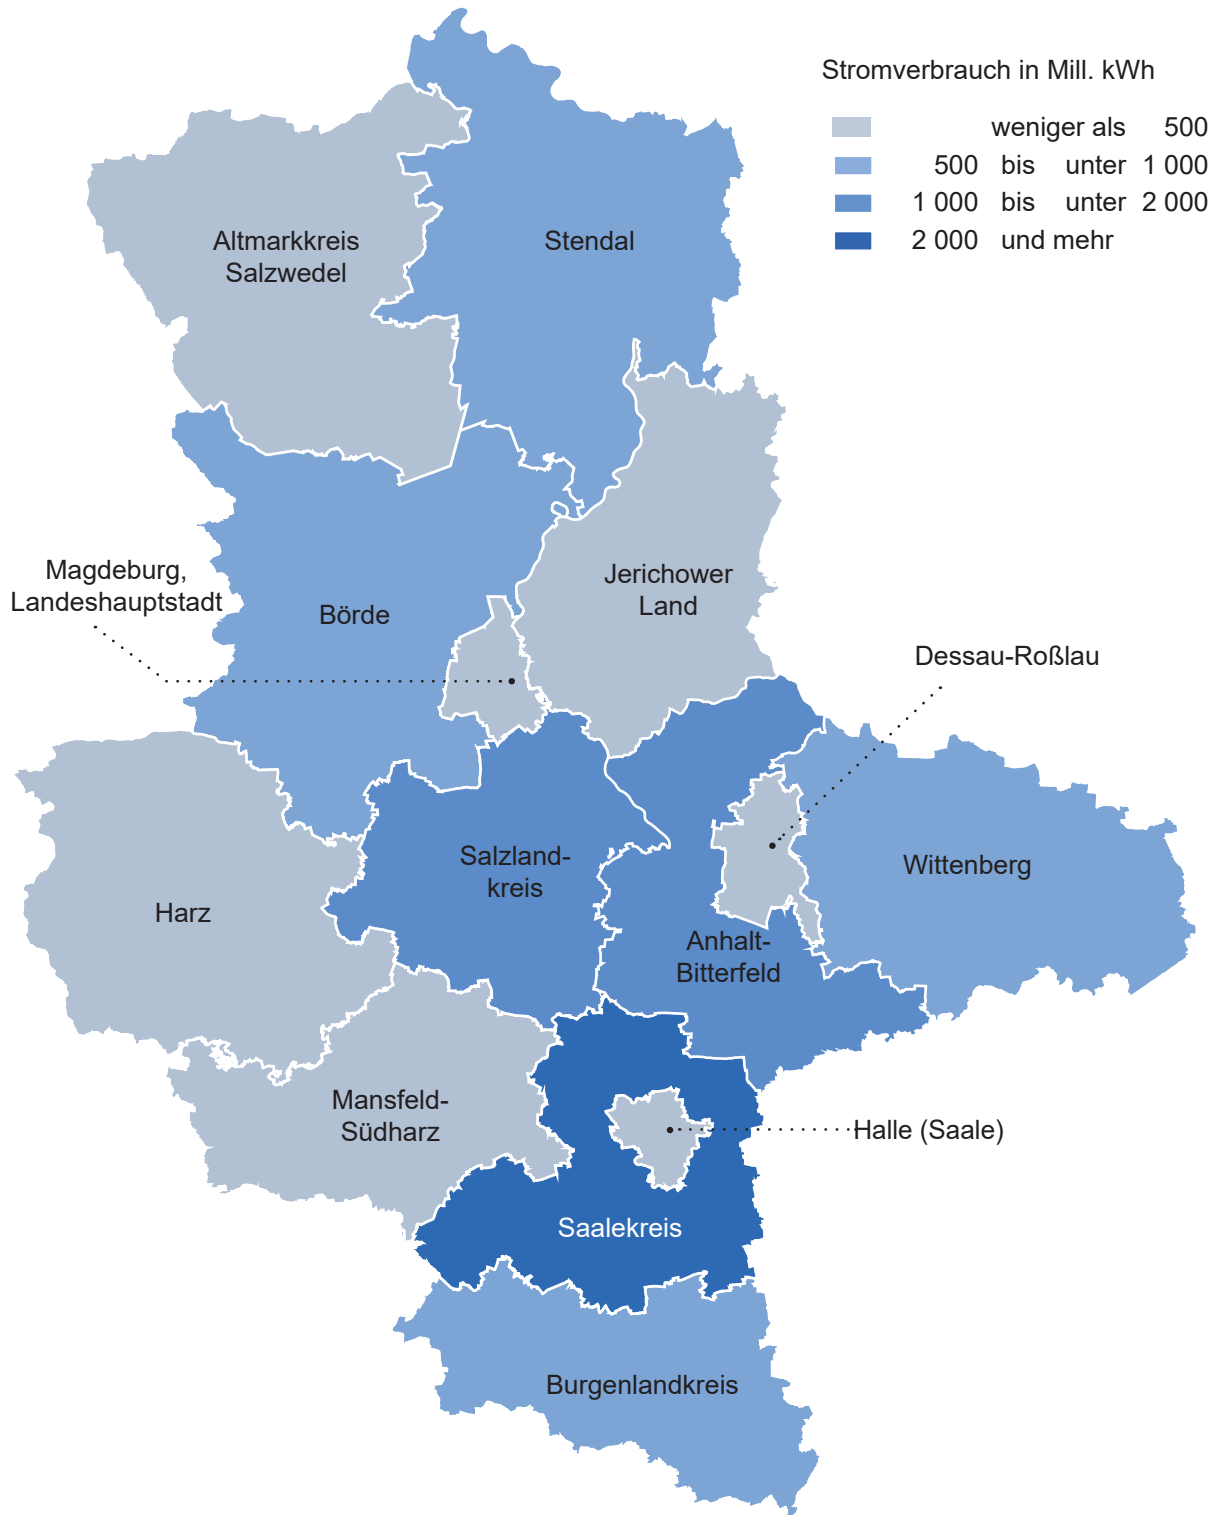 Stromverbrauch in Mill. kWh
weniger als 500
500 bis unter 1 000
1 000 bis unter 2 000
2 000 und mehr
Altmarkkreis
Salzwedel
Stendal
Magdeburg,
Landeshauptstadt
Börde
Jerichower
Land
Dessau-Roßlau
Harz
Salzland-
kreis
Wittenberg
Anhalt-
Bitterfeld
Mansfeld-
Südharz
Halle (Saale)
Saalekreis
Burgenlandkreis